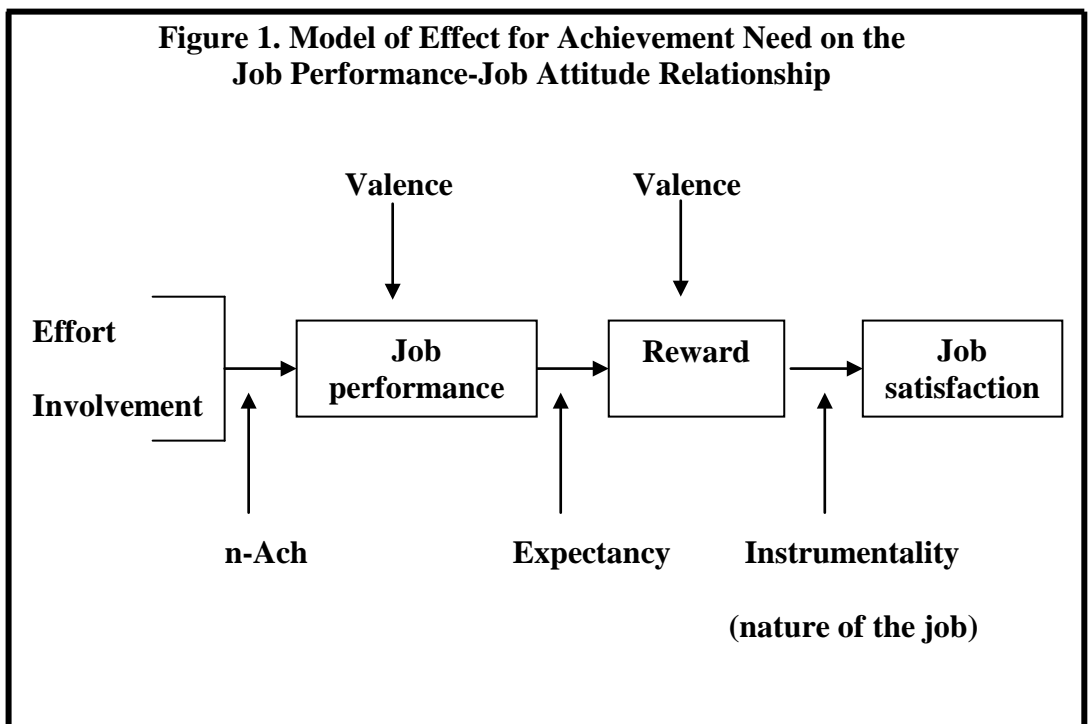 Figure 1. Model of Effect for Achievement Need on the
Job Performance-Job Attitude Relationship
Valence
Valence
Effort
Involvement
Job
performance
Reward
Job
satisfaction
n-Ach
Expectancy
Instrumentality
(nature of the job)